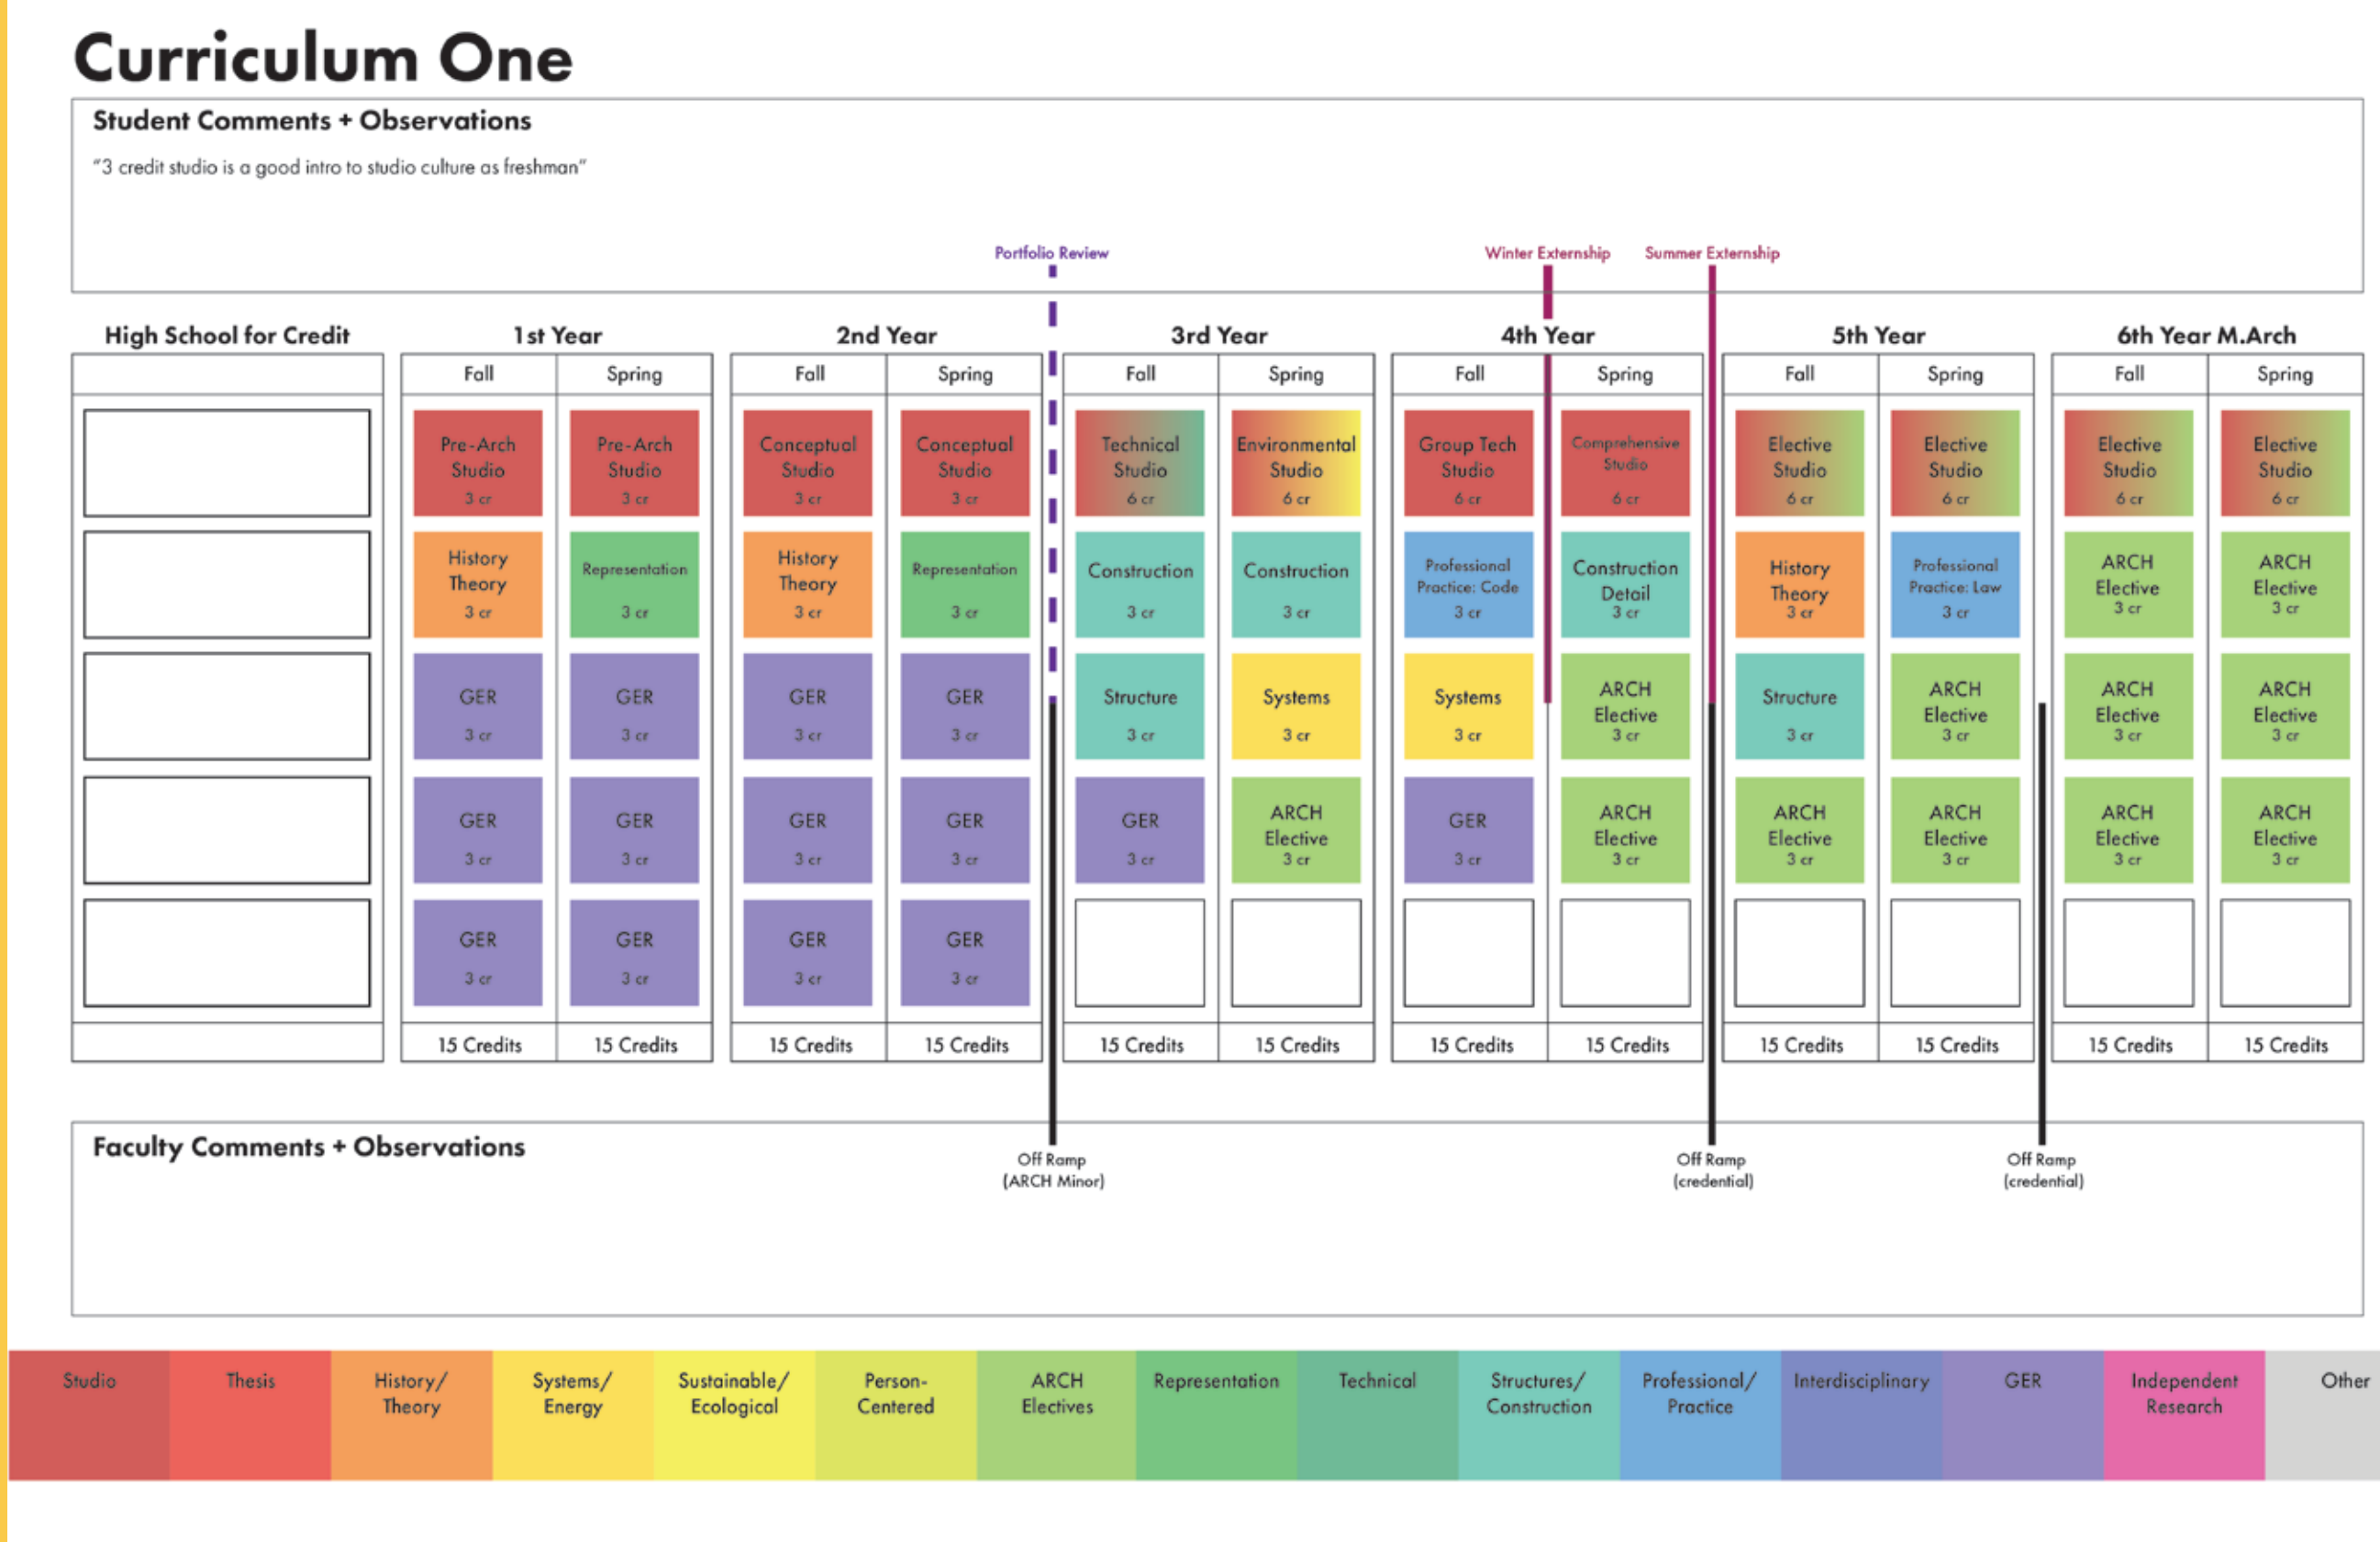 Curriculum One
Student Comments + Observations
"3 credit studio is a good intro to studio culture as freshman"
Portfolio Review
Winter Externship
Summer Externship
High School for Credit
1st Year
2nd Year
3rd Year
4th Year
5th Year
6th Year M.Arch
Fall
Spring
Fall
Spring
Fall
Spring
Fall
Spring
Fall
Spring
Fall
Spring
Pre-Arch
Studio
3 cr
Pre-Arch
Studio
3 cr
Conceptual
Studio
3 cr
Conceptual
Studio
3 cr
Technical
Studio
6 cr
Environmental
Studio
6 cr
Group Tech
Studio
6 cr
Comprehensive
Studio
6 cr
Elective
Studio
6 cr
Elective
Studio
6 cr
Elective
Studio
6 cr
Elective
Studio
6 cr
History
Theory
3 cr
Representation
3 cr
History
Theory
3 cr
Representation
3 cr
Construction
3 cr
Construction
3 cr
Professional
Practice: Code
3 cr
Construction
Detail
3 cr
History
Theory
3 cr
Professional
Practice: Law
3 cr
ARCH
Elective
3 cr
ARCH
Elective
3 cr
GER
3 cr
GER
3 cr
GER
3 cr
GER
3 cr
Structure
3 cr
Systems
3 cr
Systems
3 cr
ARCH
Elective
3 cr
Structure
3 cr
ARCH
Elective
3 cr
ARCH
Elective
3 cr
ARCH
Elective
3 cr
GER
3 cr
GER
3 cr
GER
3 cr
GER
3 cr
GER
3 cr
ARCH
Elective
3 cr
GER
3 cr
ARCH
Elective
3 cr
ARCH
Elective
3 cr
ARCH
Elective
3 cr
ARCH
Elective
3 cr
ARCH
Elective
3 cr
GER
3 cr
GER
3 cr
GER
3 cr
GER
3 cr
15 Credits
15 Credits
15 Credits
15 Credits
15 Credits
15 Credits
15 Credits
15 Credits
15 Credits
15 Credits
15 Credits
15 Credits
Faculty Comments + Observations
Off Ramp
(ARCH Minor)
Off Ramp
(credential)
Off Ramp
(credential)
Studio
Thesis
History/
Theory
Systems/
Energy
Sustainable/
Ecological
Person-
Centered
ARCH
Electives
Representation
Technical
Structures/
Construction
Professional/
Practice
Interdisciplinary
GER
Independent
Research
Other